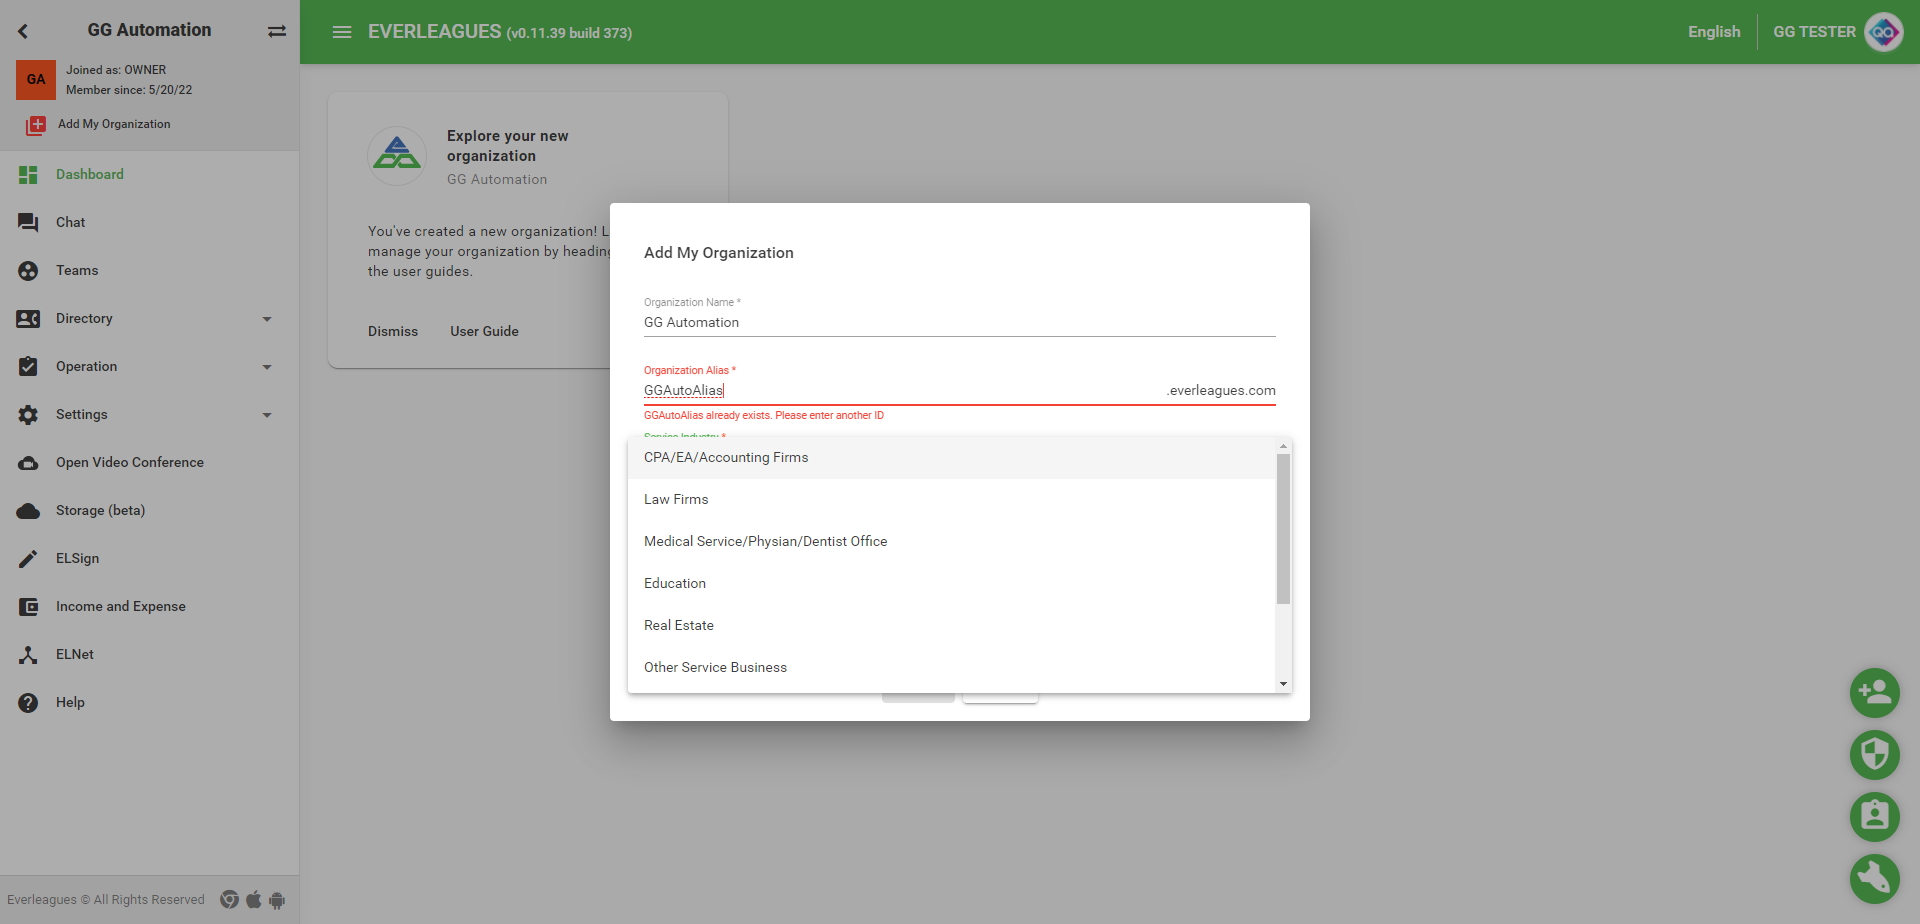 GG Automation
GA
Joined as: OWNER
Member since: 5/20/22
Add My Organization
Dashboard
Chat
Teams
Directory
Operation
Settings
Open Video Conference
Storage (beta)
ELSign
Income and Expense
ELNet
Help
Everleagues © All Rights Reserved
EVERLEAGUES (v0.11.39 build 373)
English
GG TESTER
QA
Explore your new
organization
GG Automation
You've created a new organization! L
manage your organization by heading
the user guides.
Dismiss
User Guide
Add My Organization
Organization Name *
GG Automation
Organization Alias *
GGAutoAlias
.everleagues.com
GGAutoAlias already exists. Please enter another ID
Service Industry *
CPA/EA/Accounting Firms
Law Firms
Medical Service/Physian/Dentist Office
Education
Real Estate
Other Service Business